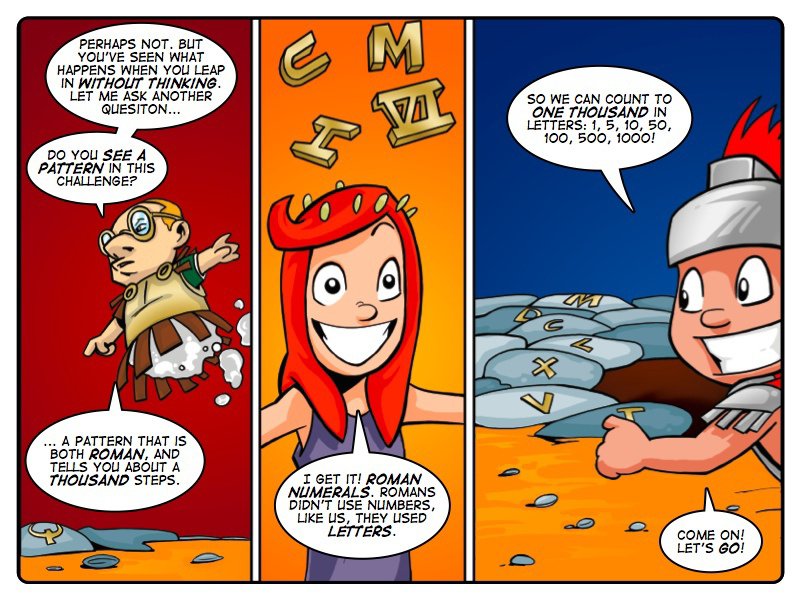 PERHAPS NOT. BUT
YOU'VE SEEN WHAT
HAPPENS WHEN YOU LEAP
IN WITHOUT THINKING.
LET ME ASK ANOTHER
QUESITON...
DO YOU SEE A
PATTERN IN THIS
CHALLENGE?
... A PATTERN THAT IS
BOTH ROMAN, AND
TELLS YOU ABOUT A
THOUSAND STEPS.
C M
I VI
I GET IT! ROMAN
NUMERALS. ROMANS
DIDN'T USE NUMBERS,
LIKE US, THEY USED
LETTERS.
SO WE CAN COUNT TO
ONE THOUSAND IN
LETTERS: 1, 5, 10, 50,
100, 500, 1000!
M
D C L
X
V I
COME ON!
LET'S GO!